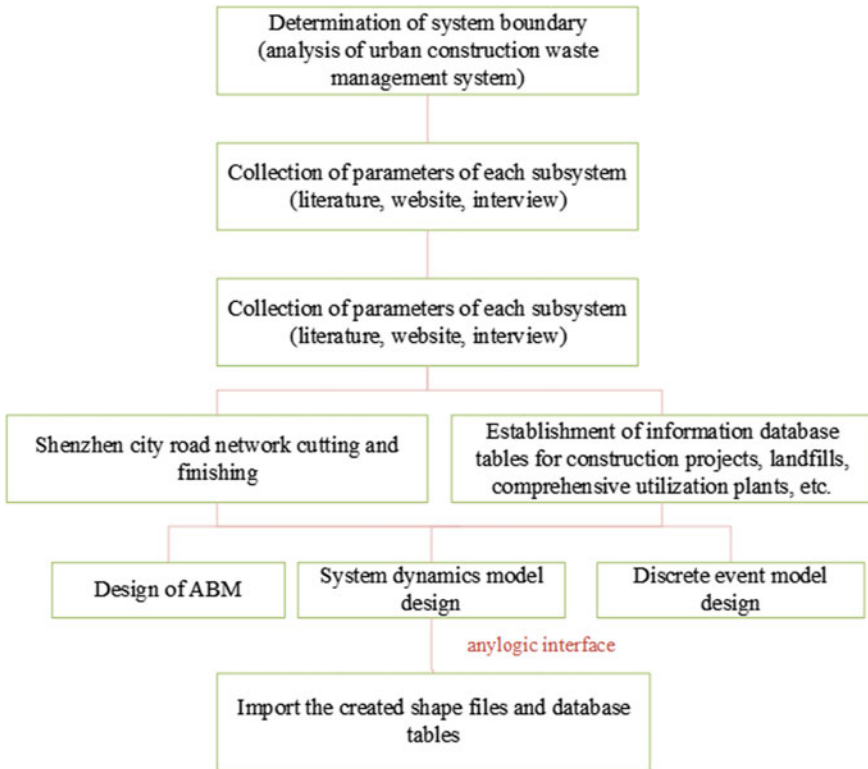 Determination of system boundary
(analysis of urban construction waste
management system)
Collection of parameters of each subsystem
(literature, website, interview)
Collection of parameters of each subsystem
(literature, website, interview)
Shenzhen city road network cutting and
finishing
Establishment of information database
tables for construction projects, landfills,
comprehensive utilization plants, etc.
Design of ABM
System dynamics model
design
Discrete event model
design
anylogic interface
Import the created shape files and database
tables